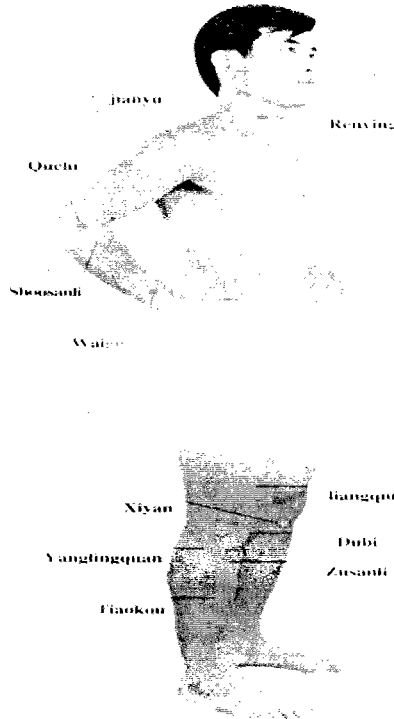 jianyu
Renying
Quchi
Shousanli
Xiyan
Liangqiu
Yanglingquan
Dubi
Zusanli
Tiaokou